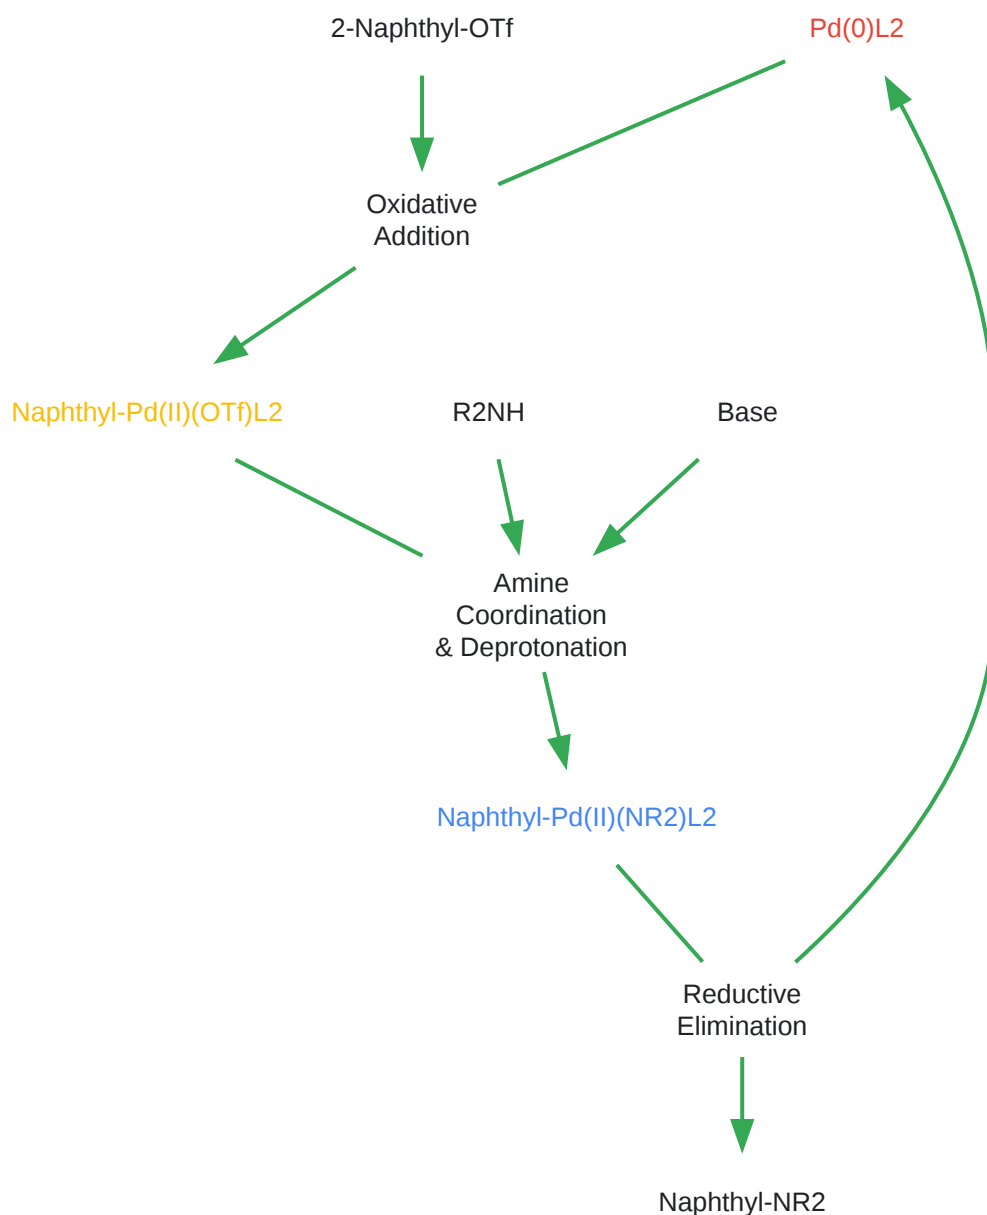 2-Naphthyl-OTf
Pd(0)L2
Oxidative
Addition
Naphthyl-Pd(II)(OTf)L2
R2NH
Base
Amine
Coordination
& Deprotonation
Naphthyl-Pd(II)(NR2)L2
Reductive
Elimination
Naphthyl-NR2